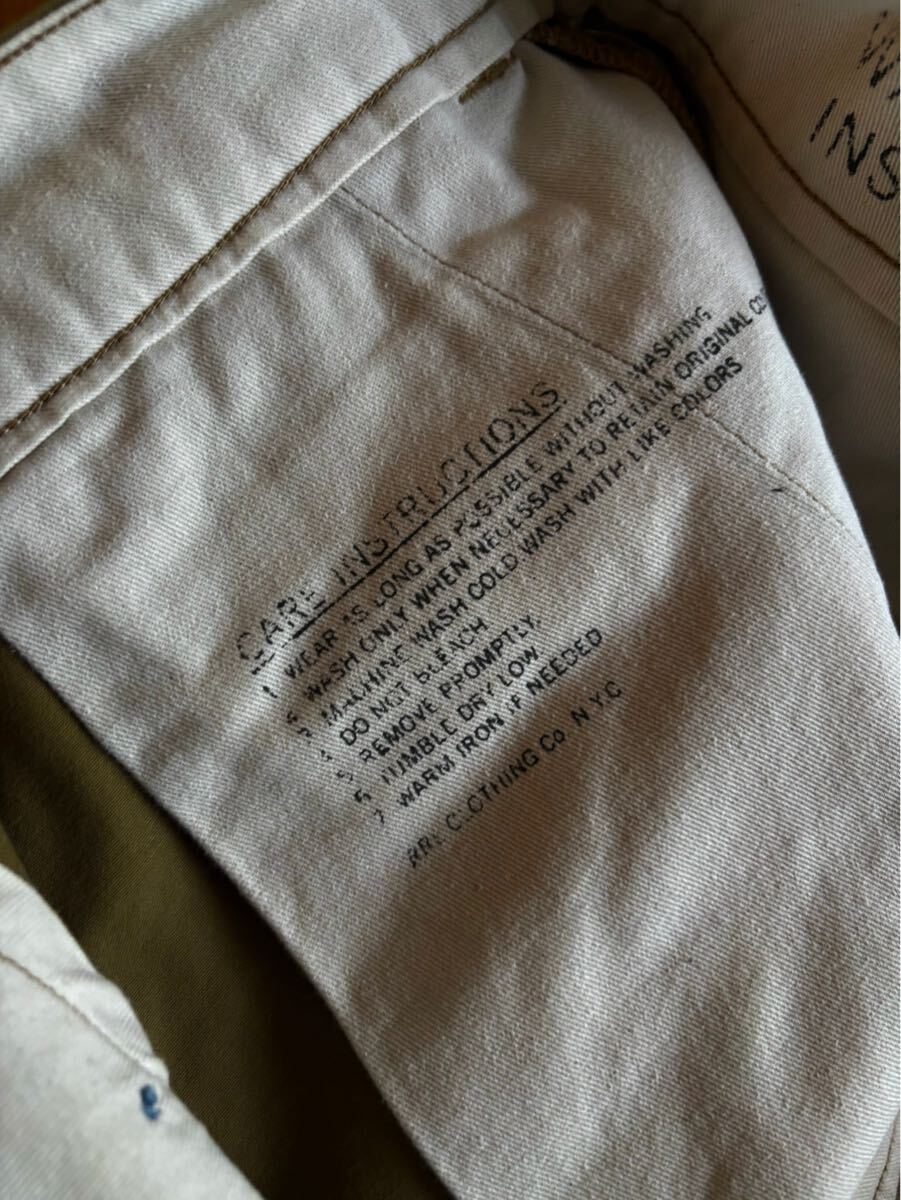 CARE INSTRUCTIONS
1 WEAR AS LONG AS POSSIBLE WITHOUT WASHING
2 WASH ONLY WHEN NECESSARY TO RETAIN ORIGINAL CO
3 MACHINE WASH COLD WASH WITH LIKE COLORS
4 DO NOT BLEACH
5 REMOVE PROMPTLY.
6 TUMBLE DRY LOW
7 WARM IRON IF NEEDED
RRL CLOTHING Co N.Y.C
INS